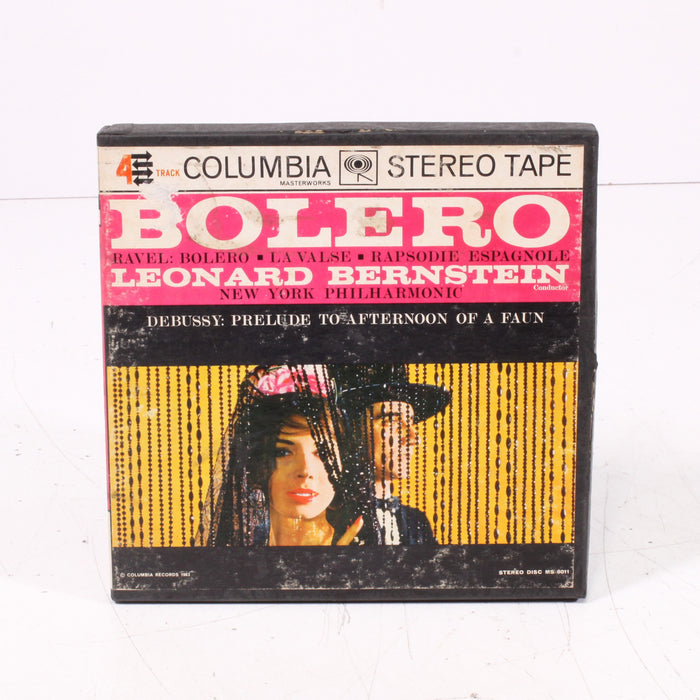 4 TRACK COLUMBIA STEREO TAPE
MASTERWORKS
BOLERO
RAVEL: BOLERO ▪ LA VALSE ▪ RAPSODIE ESPAGNOLE
LEONARD BERNSTEIN
Conductor
NEW YORK PHILHARMONIC
DEBUSSY: PRELUDE TO AFTERNOON OF A FAUN
© COLUMBIA RECORDS 1962 STEREO DISC MS 6011